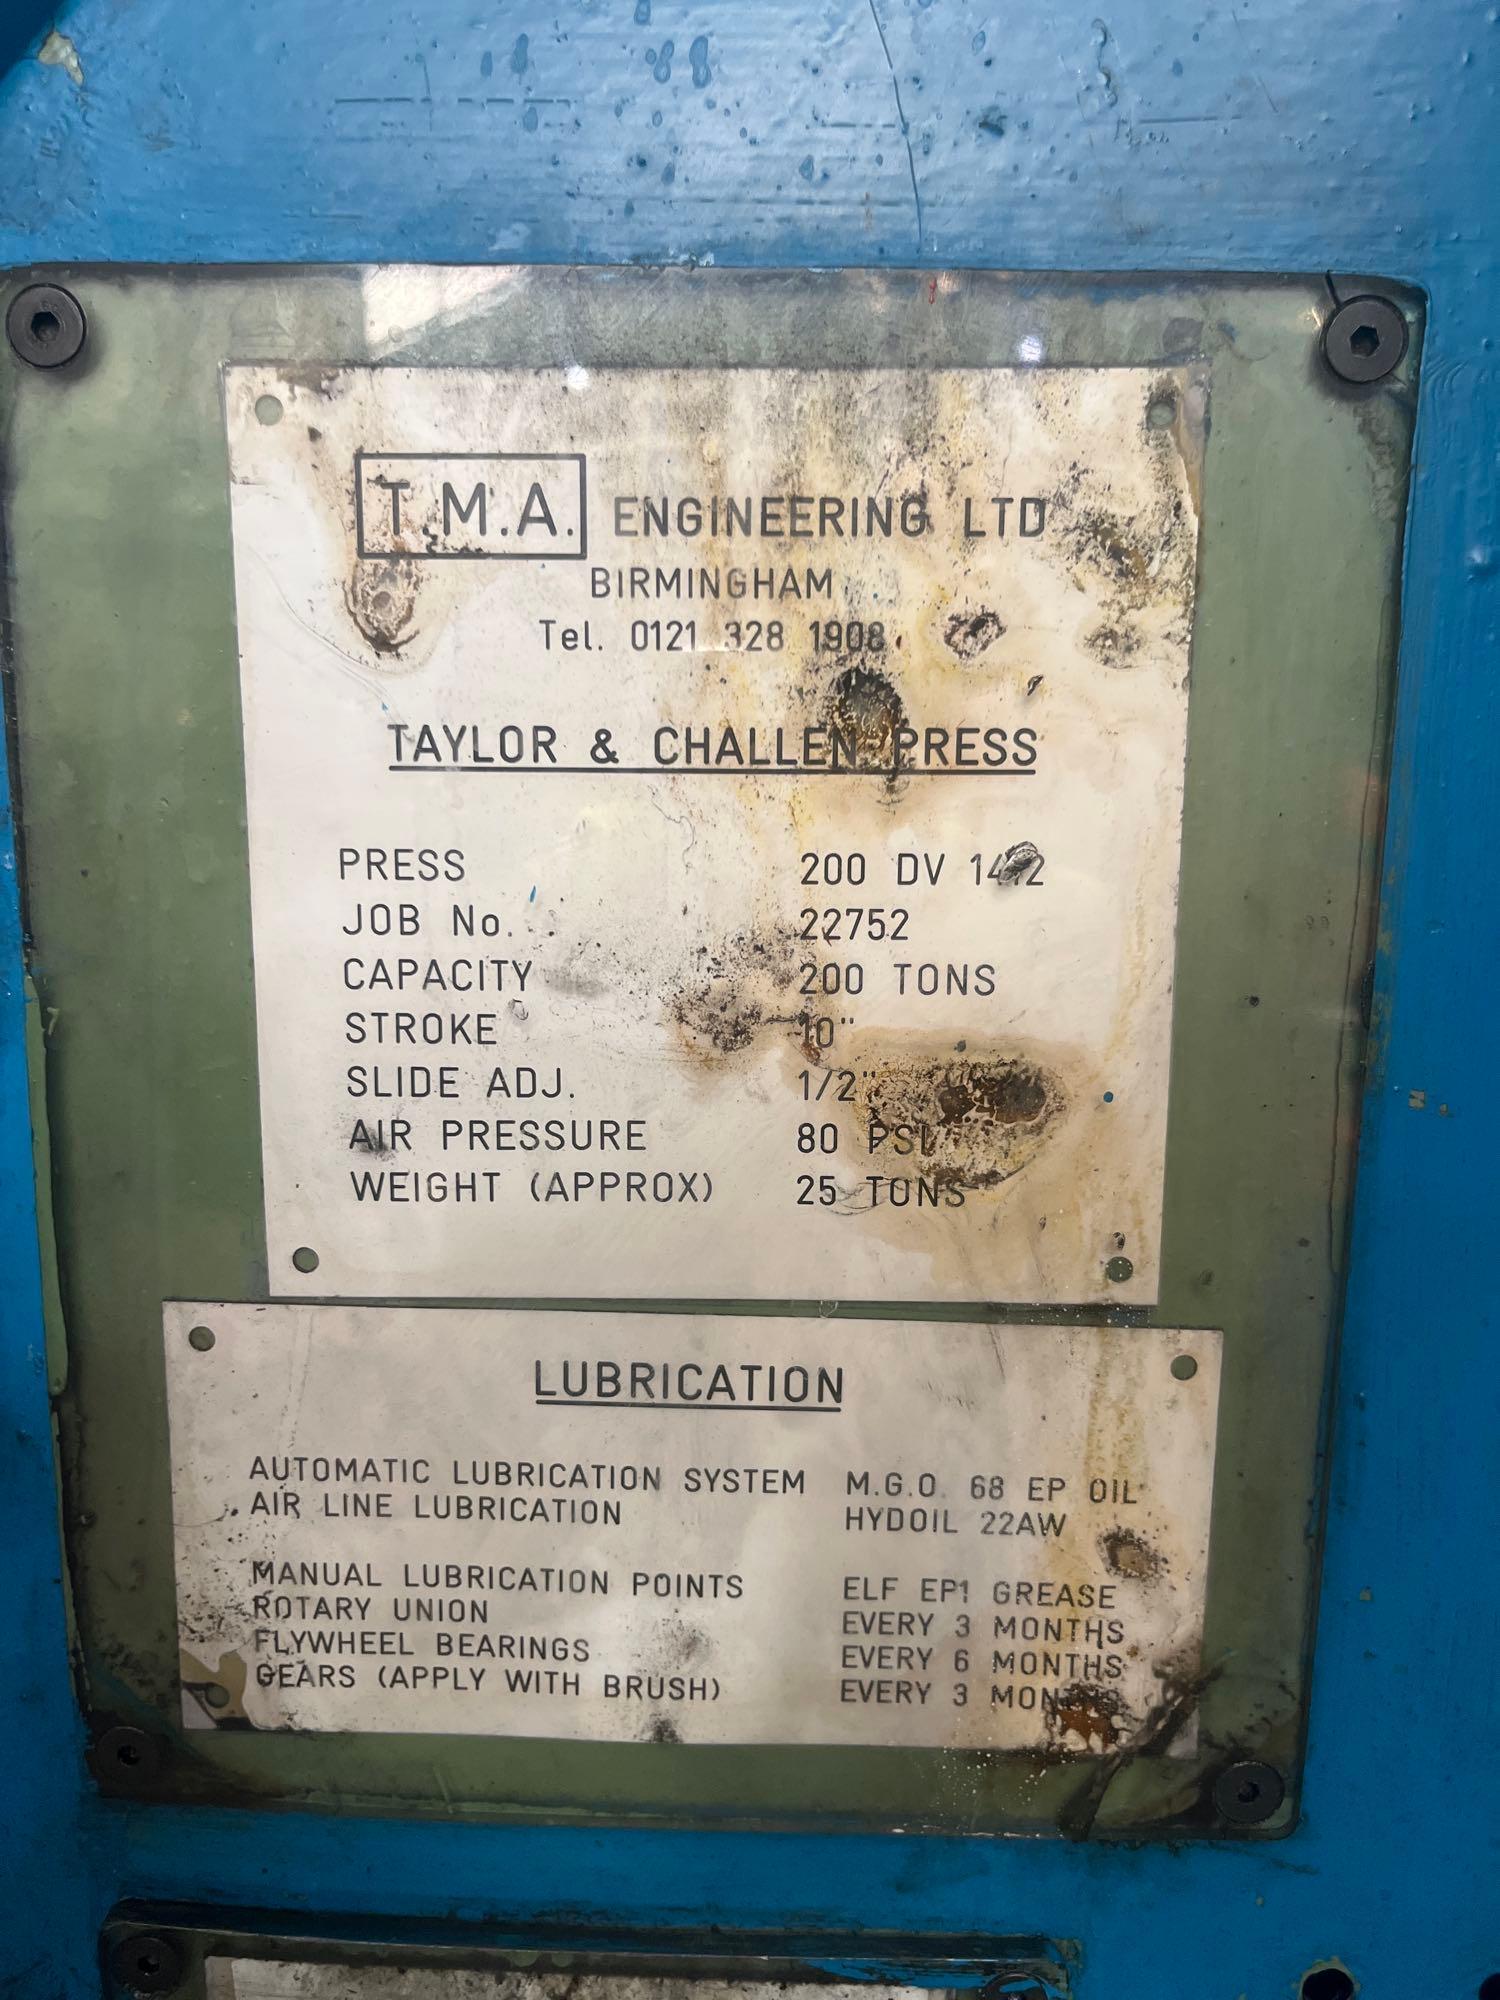 T.M.A. ENGINEERING LTD
BIRMINGHAM
Tel. 0121 328 1908
TAYLOR & CHALLEN PRESS
PRESS 200 DV
JOB No. 22752
CAPACITY 200 TONS
STROKE 10"
SLIDE ADJ. 1/2"
AIR PRESSURE 80 PSI
WEIGHT (APPROX) 25 TONS
LUBRICATION
AUTOMATIC LUBRICATION SYSTEM M.G.O. 68 EP OIL
AIR LINE LUBRICATION HYDOIL 22AW
MANUAL LUBRICATION POINTS ELF EP1 GREASE
ROTARY UNION EVERY 3 MONTHS
FLYWHEEL BEARINGS EVERY 6 MONTHS
GEARS (APPLY WITH BRUSH) EVERY 3 MONTHS